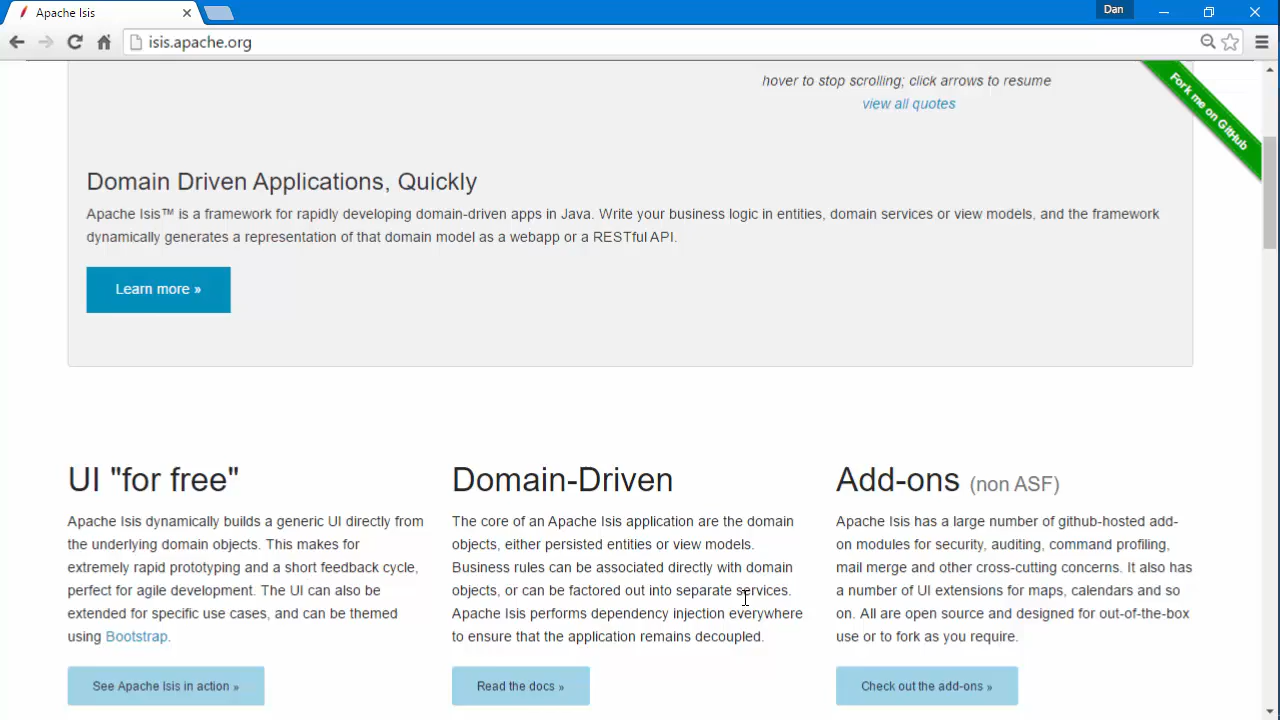 Apache Isis
Dan
isis.apache.org
hover to stop scrolling; click arrows to resume
view all quotes
Fork me on GitHub
Domain Driven Applications, Quickly
Apache Isis™ is a framework for rapidly developing domain-driven apps in Java. Write your business logic in entities, domain services or view models, and the framework
dynamically generates a representation of that domain model as a webapp or a RESTful API.
Learn more »
UI "for free"
Apache Isis dynamically builds a generic UI directly from
the underlying domain objects. This makes for
extremely rapid prototyping and a short feedback cycle,
perfect for agile development. The UI can also be
extended for specific use cases, and can be themed
using Bootstrap.
See Apache Isis in action »
Domain-Driven
The core of an Apache Isis application are the domain
objects, either persisted entities or view models.
Business rules can be associated directly with domain
objects, or can be factored out into separate services.
Apache Isis performs dependency injection everywhere
to ensure that the application remains decoupled.
Read the docs »
Add-ons (non ASF)
Apache Isis has a large number of github-hosted add-
on modules for security, auditing, command profiling,
mail merge and other cross-cutting concerns. It also has
a number of UI extensions for maps, calendars and so
on. All are open source and designed for out-of-the-box
use or to fork as you require.
Check out the add-ons »